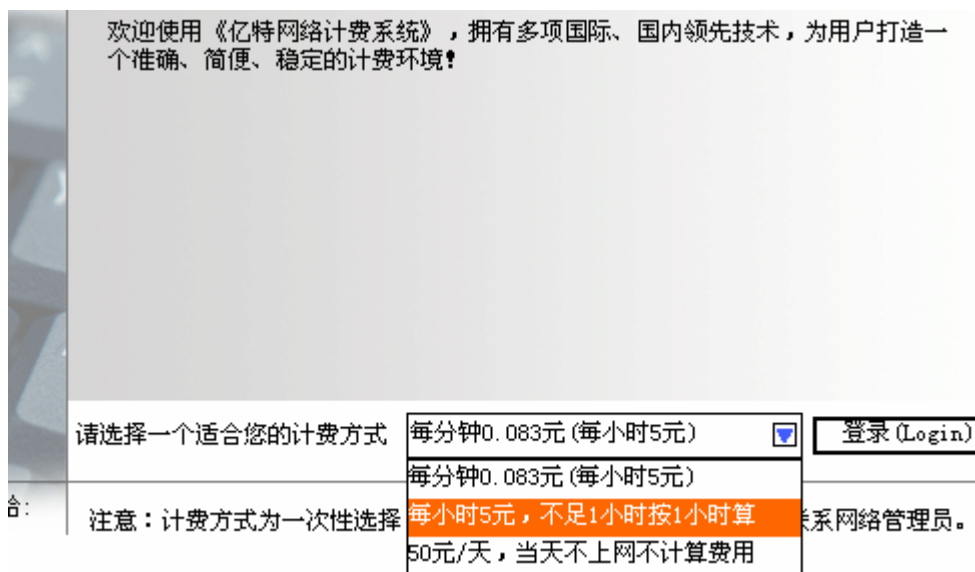 欢迎使用《亿特网络计费系统》，拥有多项国际、国内领先技术，为用户打造一
个准确、简便、稳定的计费环境！
请选择一个适合您的计费方式 每分钟0.083元(每小时5元) 登录(Login)
每分钟0.083元(每小时5元)
每小时5元，不足1小时按1小时算
注意：计费方式为一次性选择 系网络管理员。
50元/天，当天不上网不计算费用